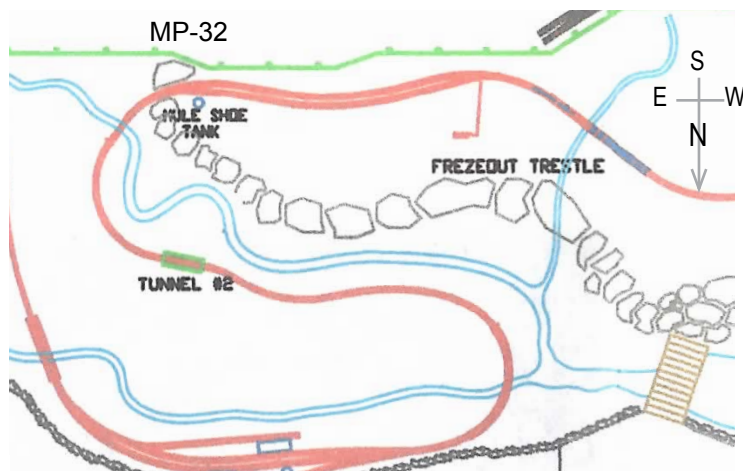 MP-32
S
E W
N
MULE SHOE
TANK
FREZEOUT TRESTLE
TUNNEL #2